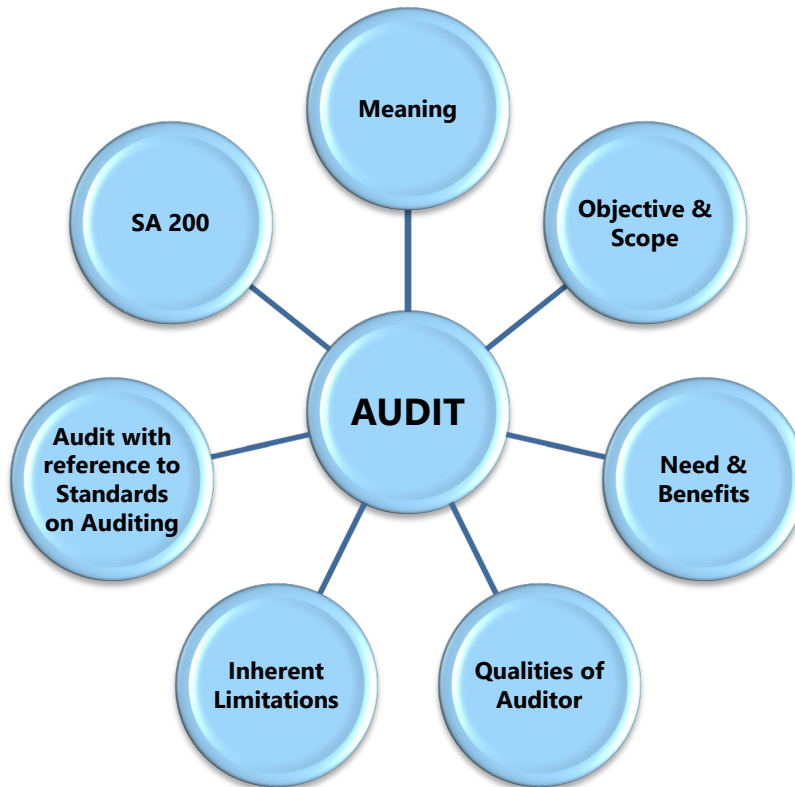 Meaning
SA 200
Objective &
Scope
AUDIT
Audit with
reference to
Standards
on Auditing
Need &
Benefits
Inherent
Limitations
Qualities of
Auditor